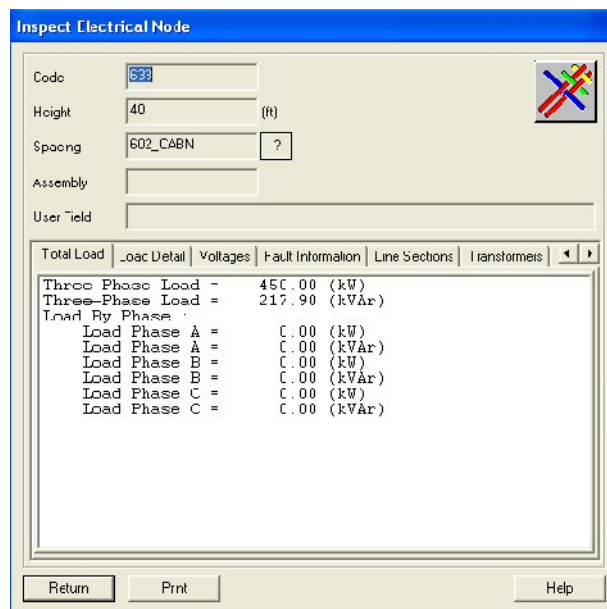 Inspect Electrical Node
Code 633
Height 40 (ft)
Spacing 602_CABN ?
Assembly
User Field
Total Load Load Detail Voltages Fault Information Line Sections Transformers
Three Phase Load = 450.00 (kW)
Three-Phase Load = 217.90 (kVAr)
Load By Phase :
Load Phase A = 0.00 (kW)
Load Phase A = 0.00 (kVAr)
Load Phase B = 0.00 (kW)
Load Phase B = 0.00 (kVAr)
Load Phase C = 0.00 (kW)
Load Phase C = 0.00 (kVAr)
Return Print Help